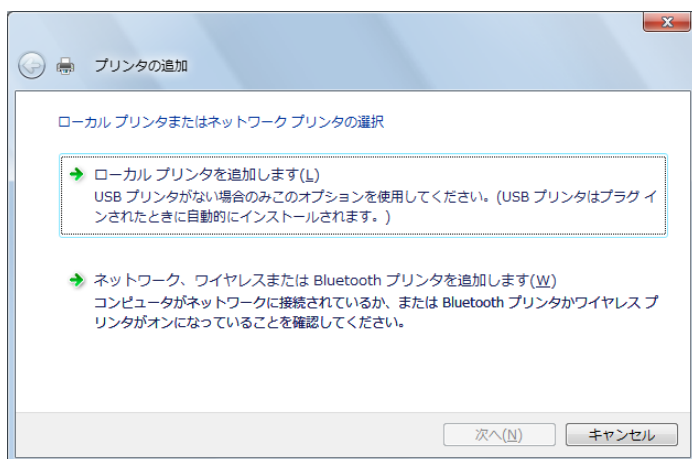 プリンタの追加
ローカル プリンタまたはネットワーク プリンタの選択
ローカル プリンタを追加します(L)
USB プリンタがない場合のみこのオプションを使用してください。(USB プリンタはプラグ イ
ンされたときに自動的にインストールされます。)
ネットワーク、ワイヤレスまたは Bluetooth プリンタを追加します(W)
コンピュータがネットワークに接続されているか、または Bluetooth プリンタかワイヤレス プ
リンタがオンになっていることを確認してください。
次へ(N)
キャンセル